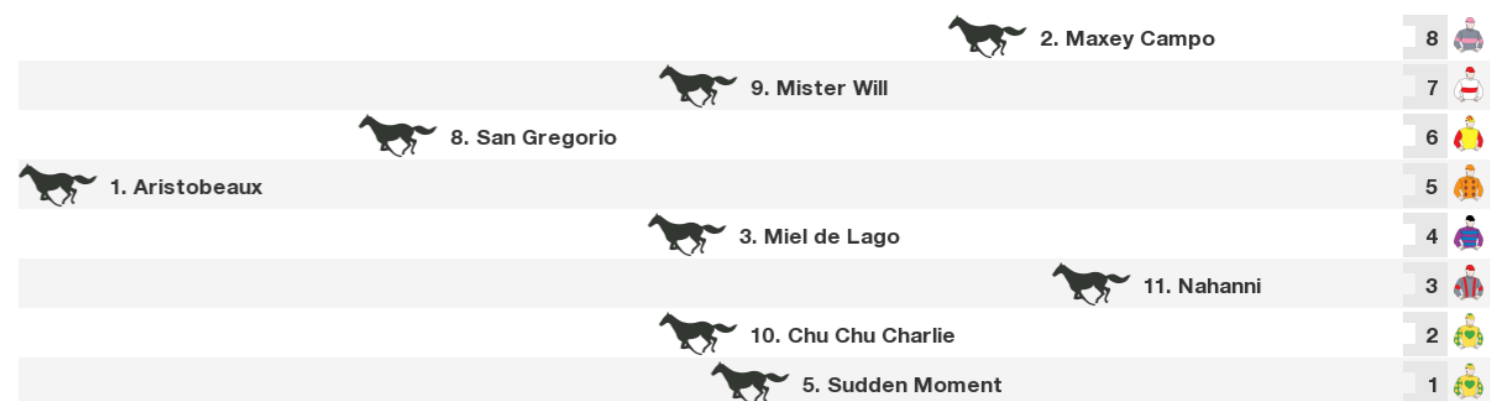 2. Maxey Campo 8
9. Mister Will 7
8. San Gregorio 6
1. Aristobeaux 5
3. Miel de Lago 4
11. Nahanni 3
10. Chu Chu Charlie 2
5. Sudden Moment 1